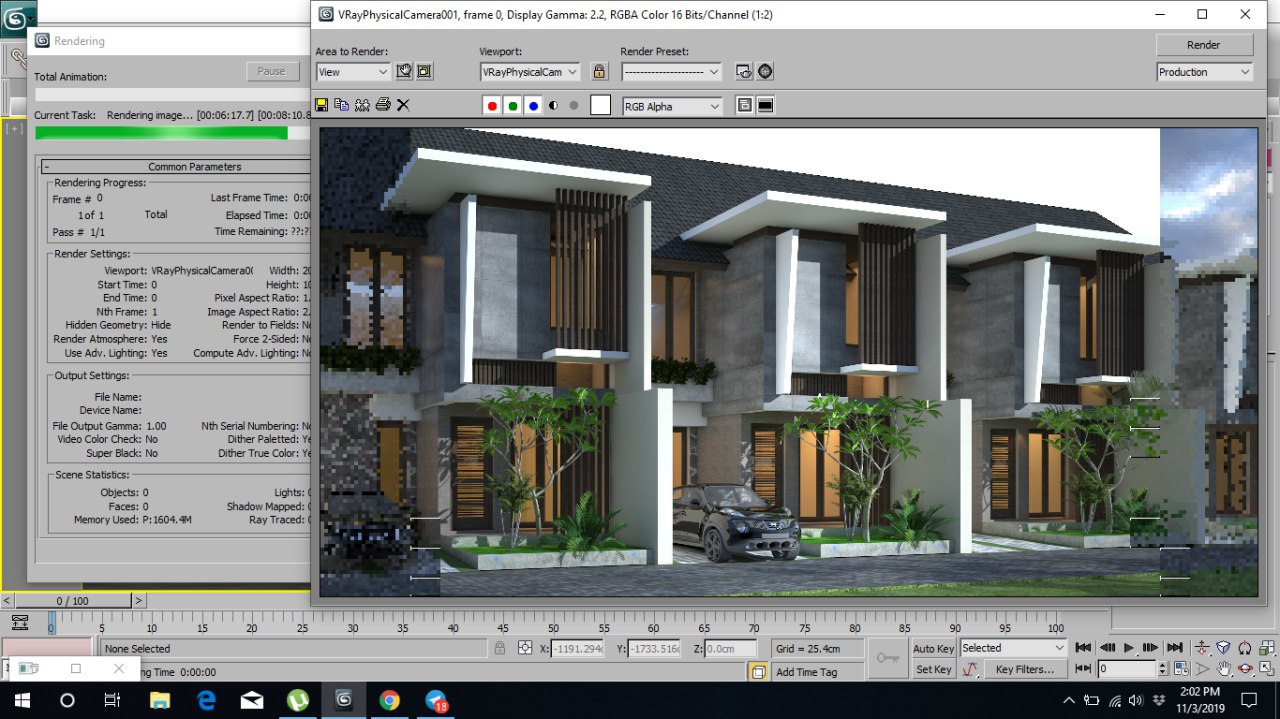 VRayPhysicalCamera001, frame 0, Display Gamma: 2.2, RGBA Color 16 Bits/Channel (1:2)
Rendering
Area to Render:
Viewport:
Render Preset:
Render
View
VRayPhysicalCam
--------------------
Production
Total Animation:
Pause
RGB Alpha
Current Task: Rendering image... [00:06:17.7] [00:08:10.8
[ + ]
- Common Parameters
Rendering Progress:
Frame # 0
Last Frame Time: 0:0
1 of 1 Total
Elapsed Time: 0:0
Pass # 1/1
Time Remaining: ??:?
Render Settings:
Viewport: VRayPhysicalCamera0
Width: 20
Start Time: 0
Height: 10
End Time: 0
Pixel Aspect Ratio: 1.
Nth Frame: 1
Image Aspect Ratio: 2.
Hidden Geometry: Hide
Render to Fields: N
Render Atmosphere: Yes
Force 2-Sided: N
Use Adv. Lighting: Yes
Compute Adv. Lighting: N
Output Settings:
File Name:
Device Name:
File Output Gamma: 1.00
Nth Serial Numbering: N
Video Color Check: No
Dither Paletted: Ye
Super Black: No
Dither True Color: Ye
Scene Statistics:
Objects: 0
Lights:
Faces: 0
Shadow Mapped:
Memory Used: P:1604.4M
Ray Traced:
< 0 / 100 >
0 5 10 15 20 25 30 35 40 45 50 55 60 65 70 75 80 85 90 95 100
None Selected
X: -1191.294c
Y: -1733.516c
Z: 0.0cm
Grid = 25.4cm
Auto Key
Selected
ng Time 0:00:00
Add Time Tag
Set Key
Key Filters...
0
18
2:02 PM
11/3/2019